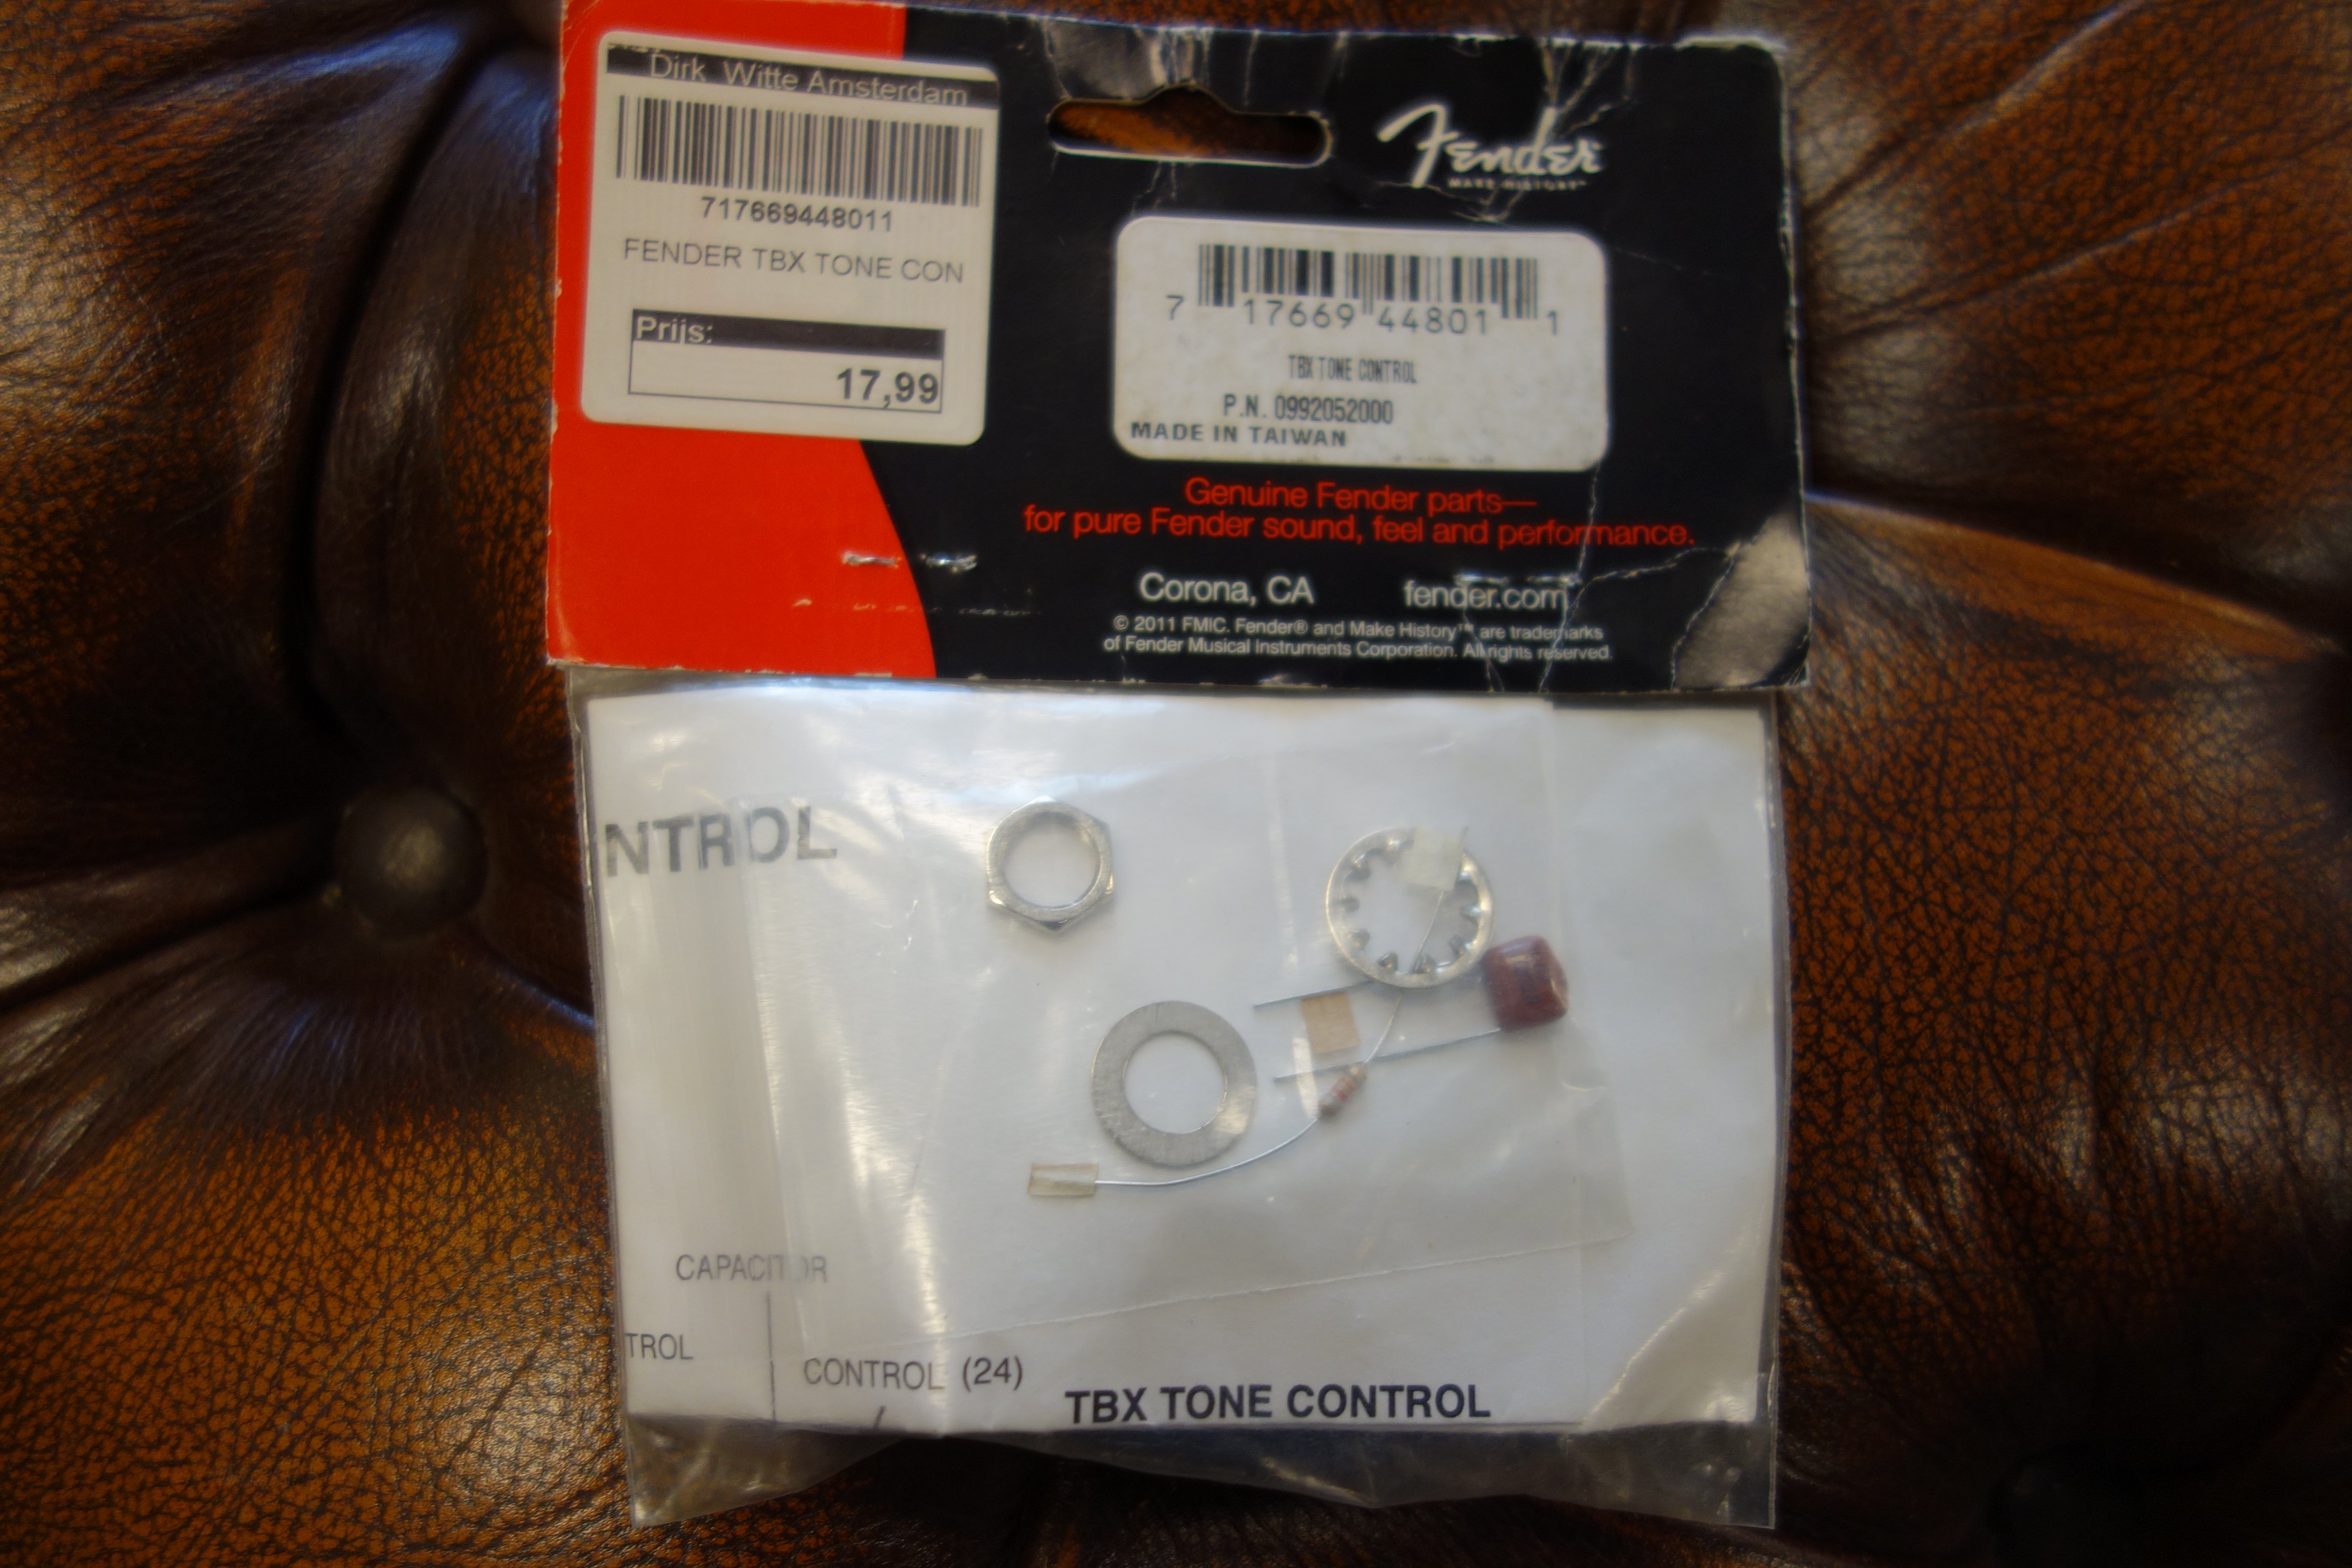 Dirk Witte Amsterdam
717669448011
FENDER TBX TONE CON
Prijs:
17,99
Fender
MAKE HISTORY™
7 17669 44801 1
TBX TONE CONTROL
P.N. 0992052000
MADE IN TAIWAN
Genuine Fender parts—
for pure Fender sound, feel and performance.
Corona, CA fender.com
© 2011 FMIC. Fender® and Make History™ are trademarks
of Fender Musical Instruments Corporation. All rights reserved.
NTROL
CAPACITOR
TROL
CONTROL (24)
TBX TONE CONTROL